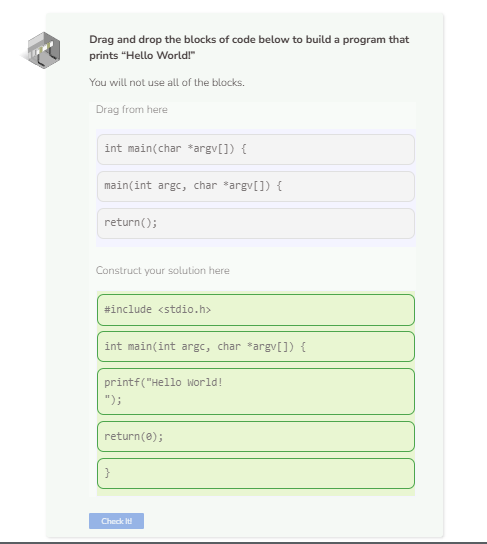 Drag and drop the blocks of code below to build a program that
prints “Hello World!”
You will not use all of the blocks.
Drag from here
int main(char *argv[]) {
main(int argc, char *argv[]) {
return();
Construct your solution here
#include <stdio.h>
int main(int argc, char *argv[]) {
printf("Hello World!
");
return(0);
}
Check It!